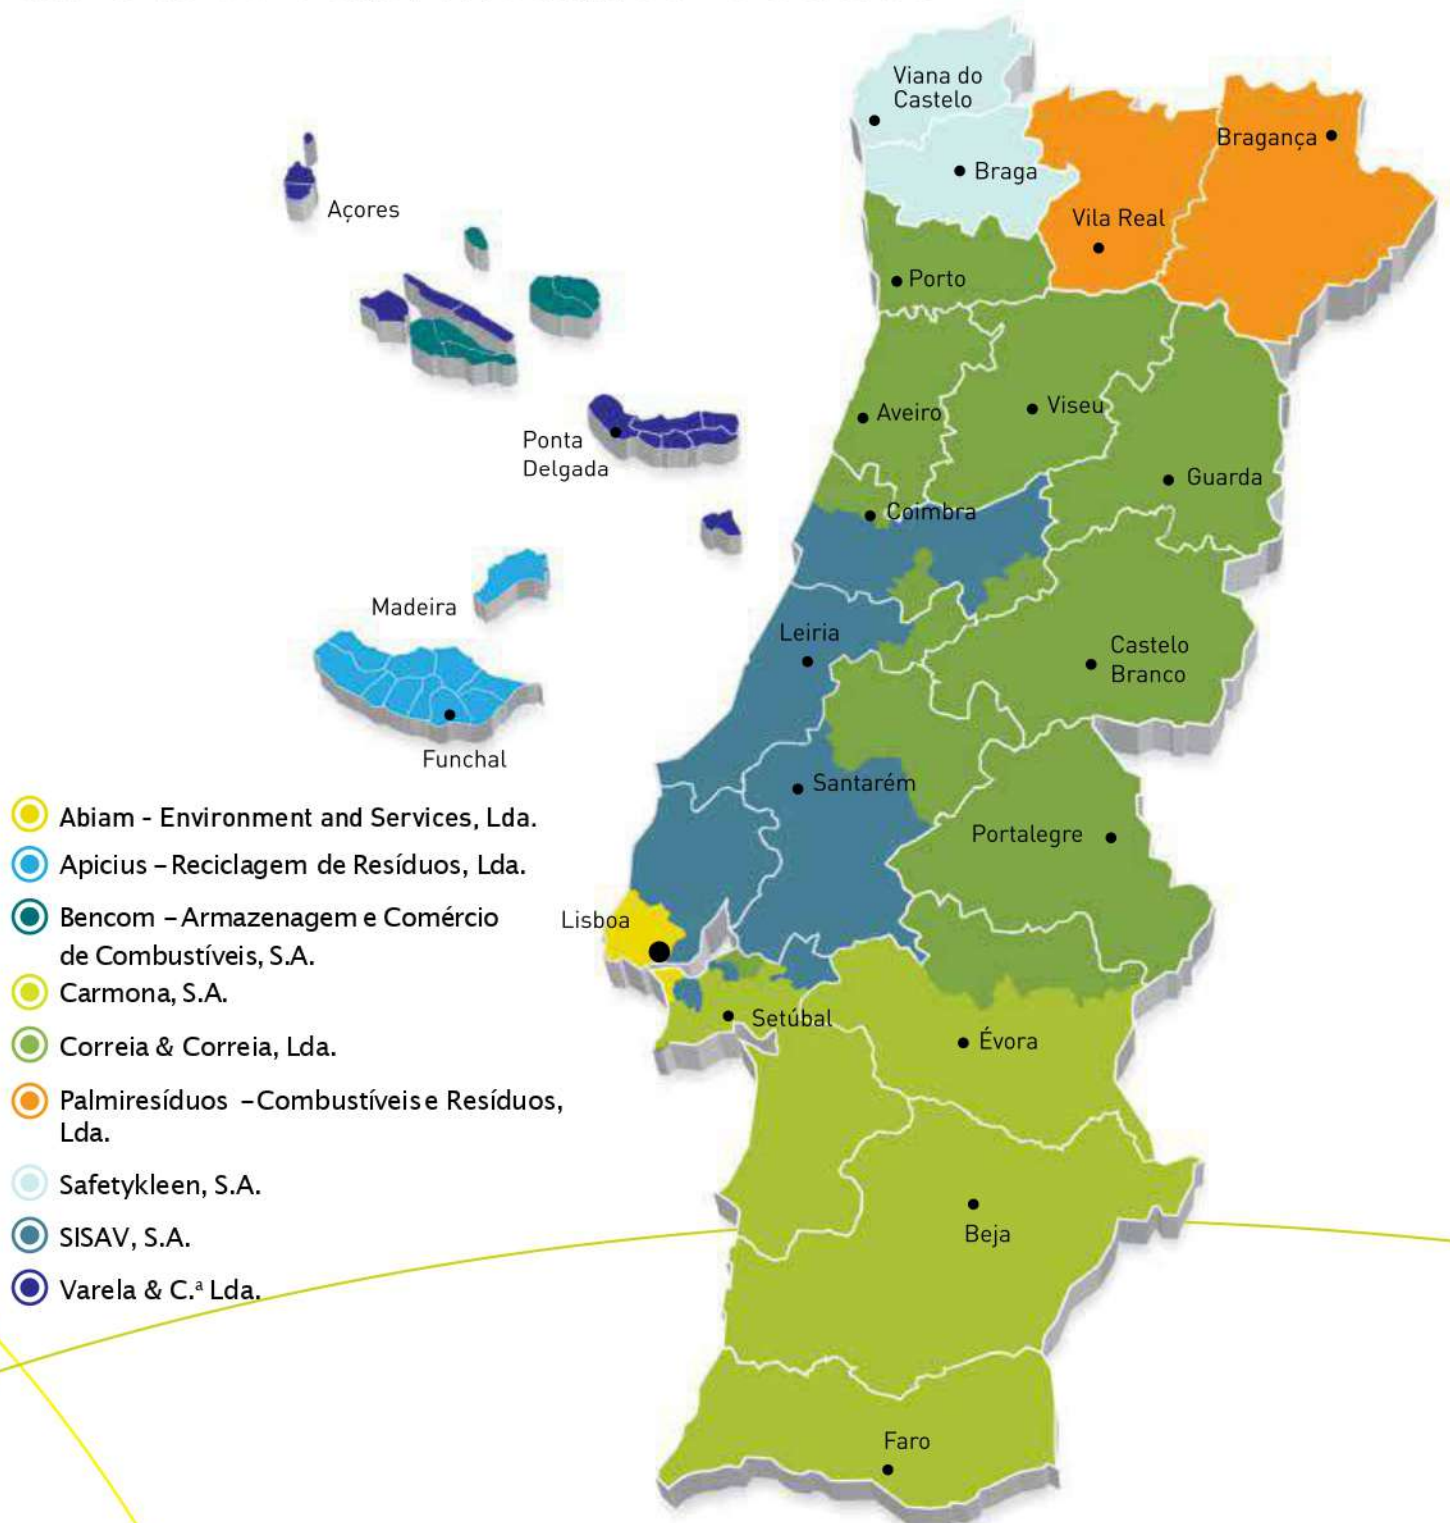 Viana do
Castelo
Bragança
Braga
Açores
Vila Real
Porto
Aveiro
Viseu
Ponta
Delgada
Guarda
Coimbra
Madeira
Leiria
Castelo
Branco
Funchal
Santarém
Portalegre
Lisboa
Setúbal
Évora
Beja
Faro
Abiam - Environment and Services, Lda.
Apicius – Reciclagem de Resíduos, Lda.
Bencom – Armazenagem e Comércio
de Combustíveis, S.A.
Carmona, S.A.
Correia & Correia, Lda.
Palmiresíduos – Combustíveis e Resíduos,
Lda.
Safetykleen, S.A.
SISAV, S.A.
Varela & C.ª Lda.